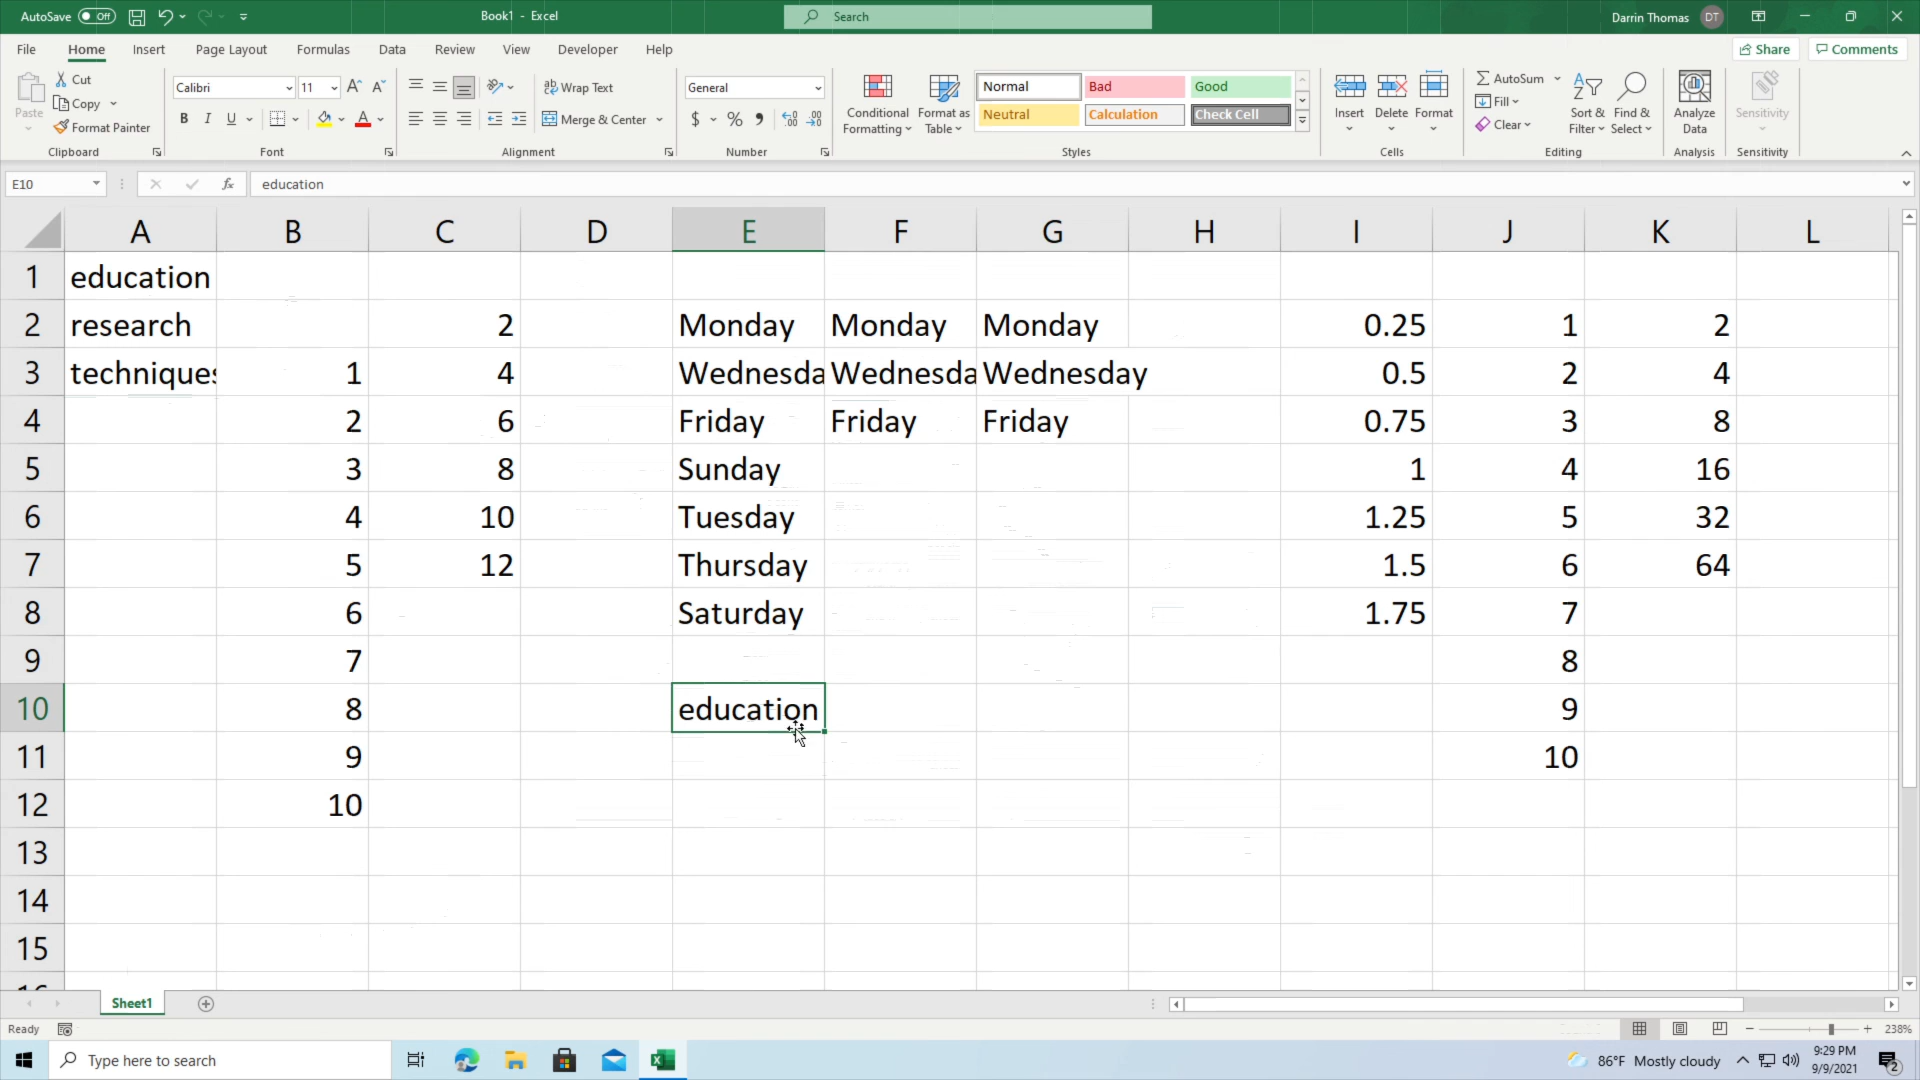 AutoSave Off Book1 - Excel Search Darrin Thomas DT
File Home Insert Page Layout Formulas Data Review View Developer Help Share Comments
Paste Cut Copy Format Painter Clipboard
Calibri 11 B I U A Font
Wrap Text Merge & Center Alignment
General $ % Number
Conditional Formatting Format as Table Normal Bad Good Neutral Calculation Check Cell Styles
Insert Delete Format Cells
AutoSum Fill Clear Sort & Filter Find & Select Editing
Analyze Data Analysis
Sensitivity Sensitivity
E10 fx education
A B C D E F G H I J K L
1 education
2 research 2 Monday Monday Monday 0.25 1 2
3 techniques 1 4 Wednesda Wednesda Wednesday 0.5 2 4
4 2 6 Friday Friday Friday 0.75 3 8
5 3 8 Sunday 1 4 16
6 4 10 Tuesday 1.25 5 32
7 5 12 Thursday 1.5 6 64
8 6 Saturday 1.75 7
9 7 8
10 8 education 9
11 9 10
12 10
13
14
15
16
Sheet1
Ready 238%
Type here to search 86°F Mostly cloudy 9:29 PM
9/9/2021 2